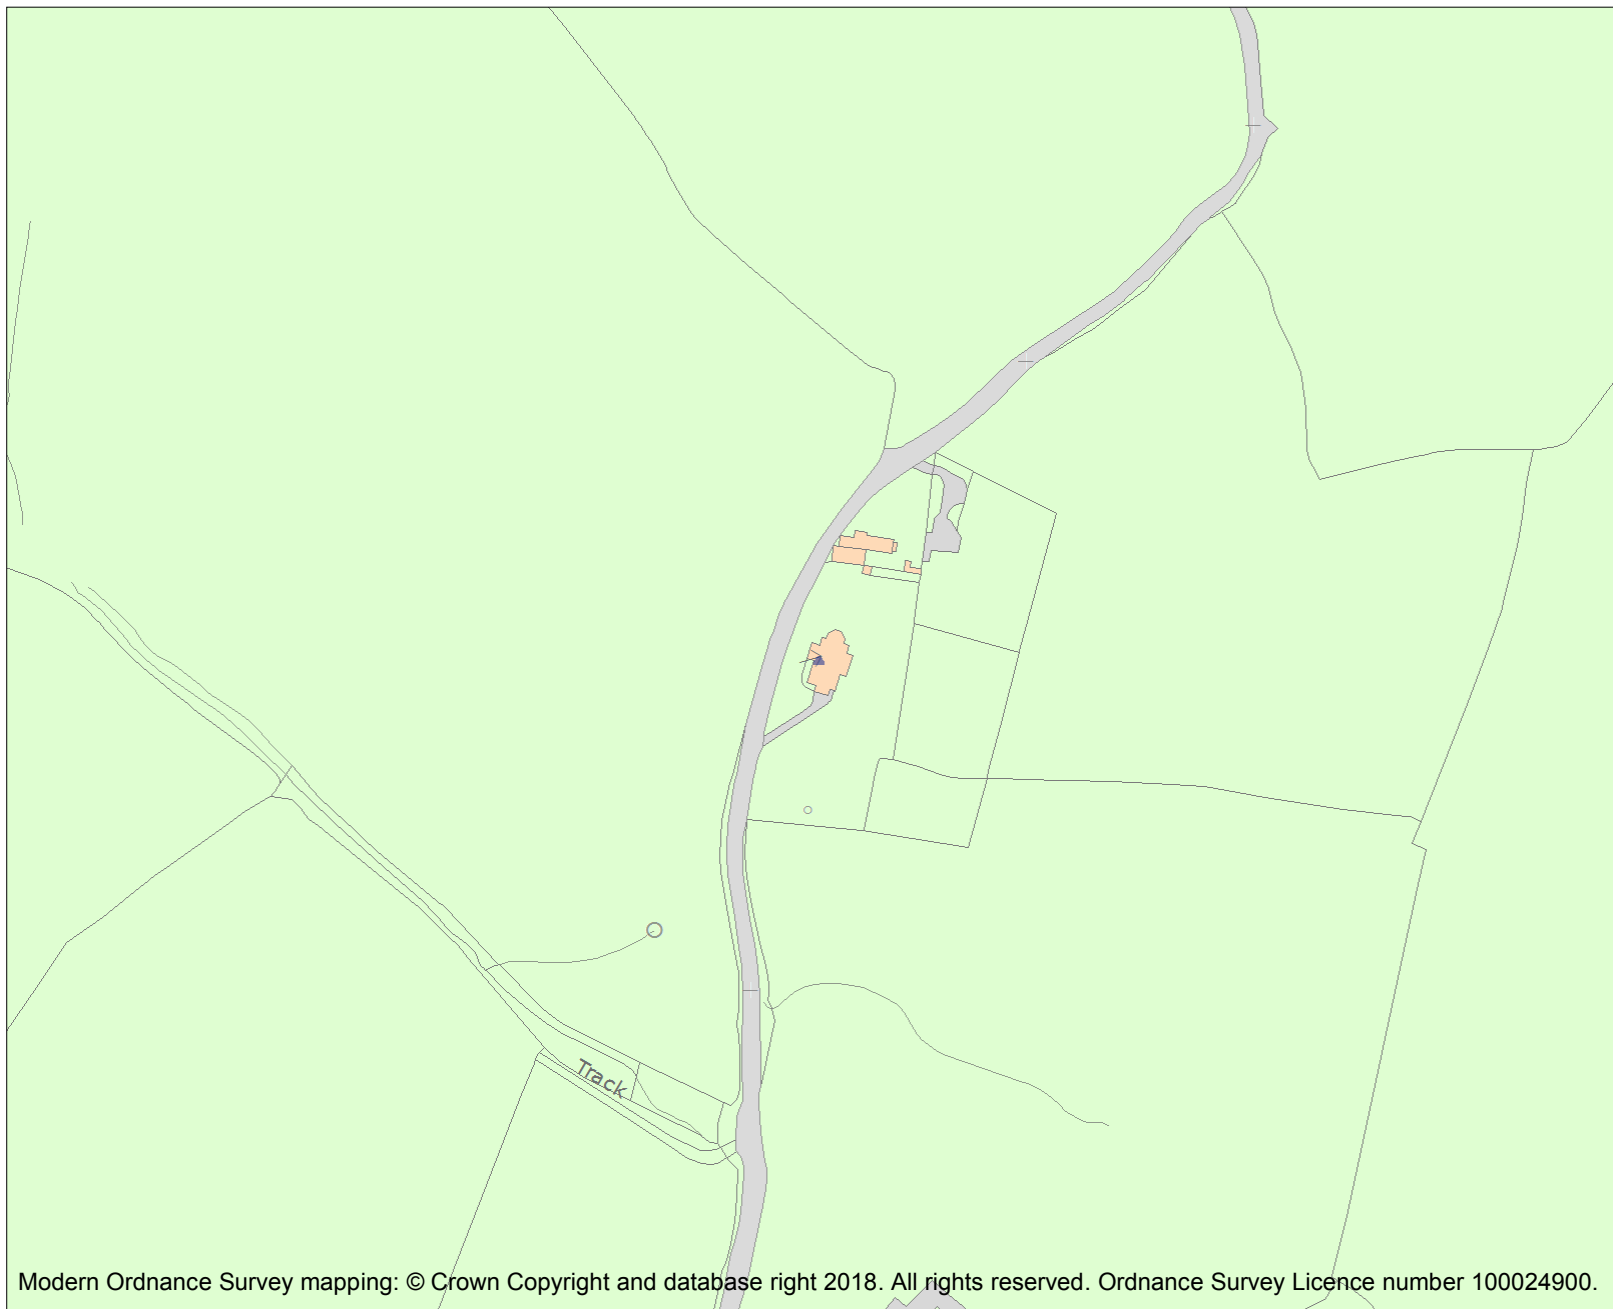 Track
Modern Ordnance Survey mapping: © Crown Copyright and database right 2018. All rights reserved. Ordnance Survey Licence number 100024900.